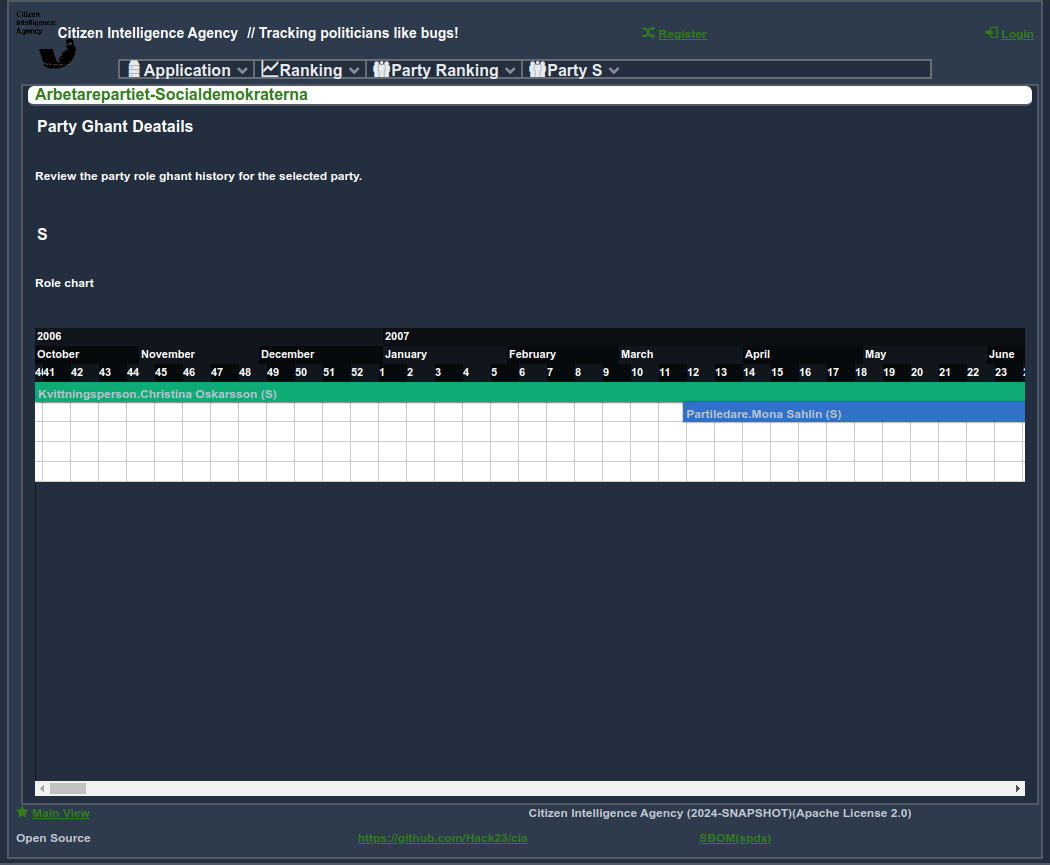 Citizen
Intelligence
Agency
Citizen Intelligence Agency // Tracking politicians like bugs!
Register
Login
Application
Ranking
Party Ranking
Party S
Arbetarepartiet-Socialdemokraterna
Party Ghant Deatails
Review the party role ghant history for the selected party.
S
Role chart
2006 2007
October November December January February March April May June
41 42 43 44 45 46 47 48 49 50 51 52 1 2 3 4 5 6 7 8 9 10 11 12 13 14 15 16 17 18 19 20 21 22 23
Kvittningsperson.Christina Oskarsson (S)
Partiledare.Mona Sahlin (S)
Main View
Citizen Intelligence Agency (2024-SNAPSHOT)(Apache License 2.0)
Open Source
https://github.com/Hack23/cia
SBOM(spdx)